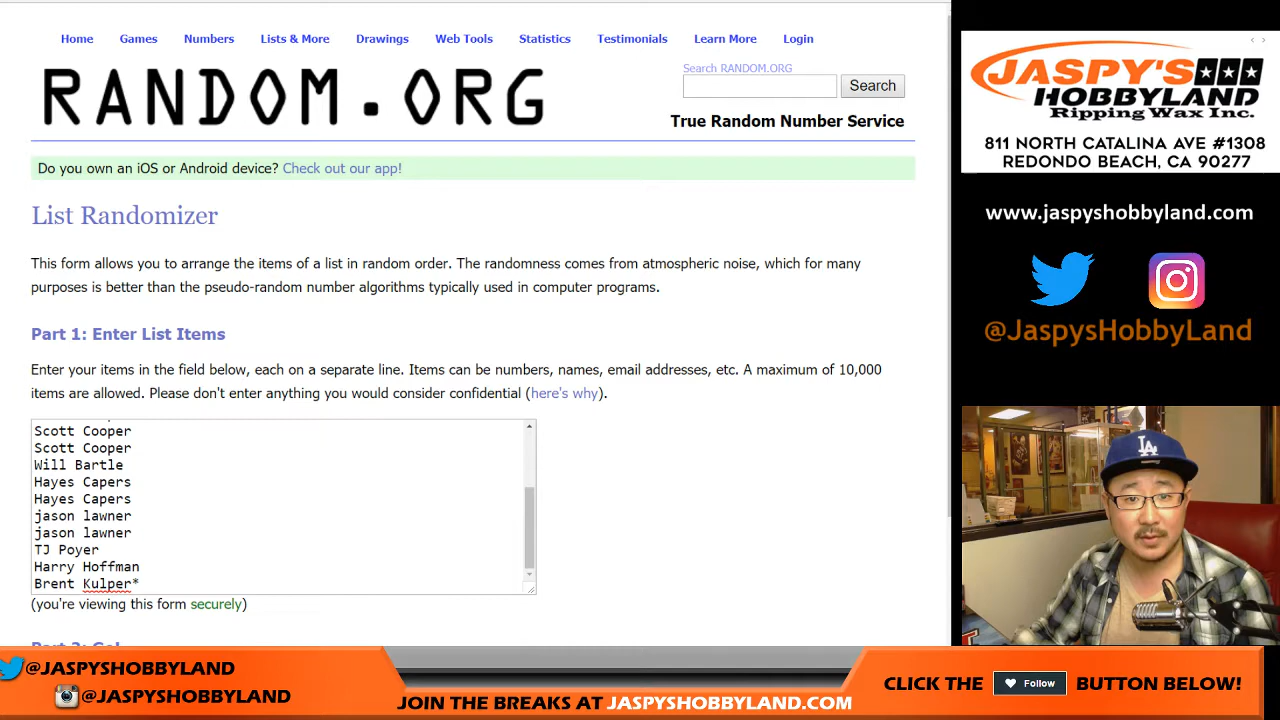 Home Games Numbers Lists & More Drawings Web Tools Statistics Testimonials Learn More Login
RANDOM.ORG
Search RANDOM.ORG
Search
True Random Number Service
Do you own an iOS or Android device? Check out our app!
List Randomizer
This form allows you to arrange the items of a list in random order. The randomness comes from atmospheric noise, which for many
purposes is better than the pseudo-random number algorithms typically used in computer programs.
Part 1: Enter List Items
Enter your items in the field below, each on a separate line. Items can be numbers, names, email addresses, etc. A maximum of 10,000
items are allowed. Please don't enter anything you would consider confidential (here's why).
Scott Cooper
Scott Cooper
Will Bartle
Hayes Capers
Hayes Capers
jason lawner
jason lawner
TJ Poyer
Harry Hoffman
Brent Kulper*
(you're viewing this form securely)
JASPY'S
HOBBYLAND
Ripping Wax Inc.
811 NORTH CATALINA AVE #1308
REDONDO BEACH, CA 90277
www.jaspyshobbyland.com
@JaspysHobbyLand
LA
@JASPYSHOBBYLAND
@JASPYSHOBBYLAND
JOIN THE BREAKS AT JASPYSHOBBYLAND.COM
CLICK THE Follow BUTTON BELOW!